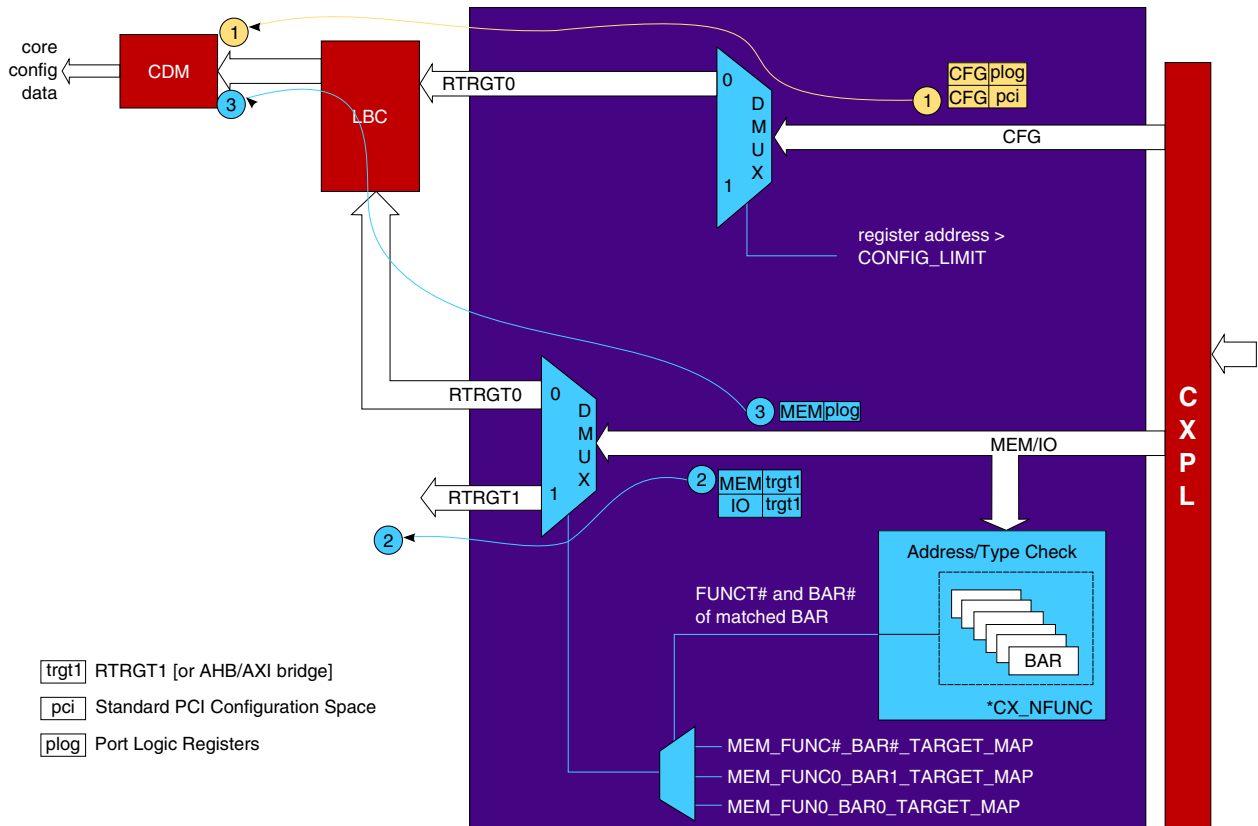 core
config
data
CDM
1
3
LBC
RTRGT0
0
1
DMUX
1
CFG plog
CFG pci
CFG
register address >
CONFIG_LIMIT
CXPL
RTRGT0
0
1
DMUX
3
MEM plog
MEM/IO
RTRGT1
2
2
MEM trgt1
IO trgt1
Address/Type Check
BAR
*CX_NFUNC
FUNCT# and BAR#
of matched BAR
MEM_FUNC#_BAR#_TARGET_MAP
MEM_FUNC0_BAR1_TARGET_MAP
MEM_FUN0_BAR0_TARGET_MAP
trgt1 RTRGT1 [or AHB/AXI bridge]
pci Standard PCI Configuration Space
plog Port Logic Registers